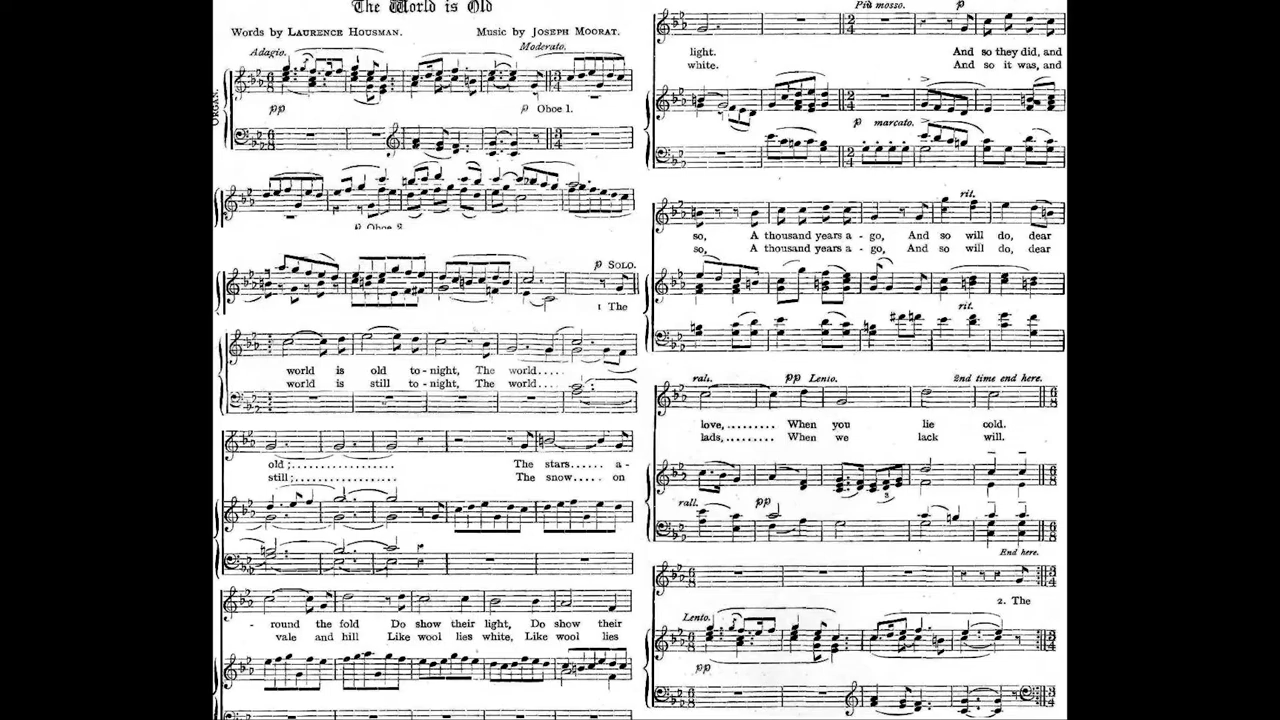 The World is Old
Words by LAURENCE HOUSMAN. Music by JOSEPH MOORAT.
Adagio. Moderato.
ORGAN.
pp p Oboe 1.
p Oboe 2.
p SOLO.
1 The
world is old to-night, The world.....
world is still to-night, The world.....
old;.....................
The stars...... a-
still;.....................
The snow..... on
- round the fold Do show their light, Do show their
vale and hill Like wool lies white, Like wool lies
Più mosso. p
light. And so they did, and
white. And so it was, and
p marcato.
rit.
so, A thousand years a - go, And so will do, dear
so, A thousand years a - go, And so will do, dear
rit.
rall. pp Lento. 2nd time end here.
love,......... When you lie cold.
lads,......... When we lack will.
rall. pp
End here.
2. The
Lento.
pp